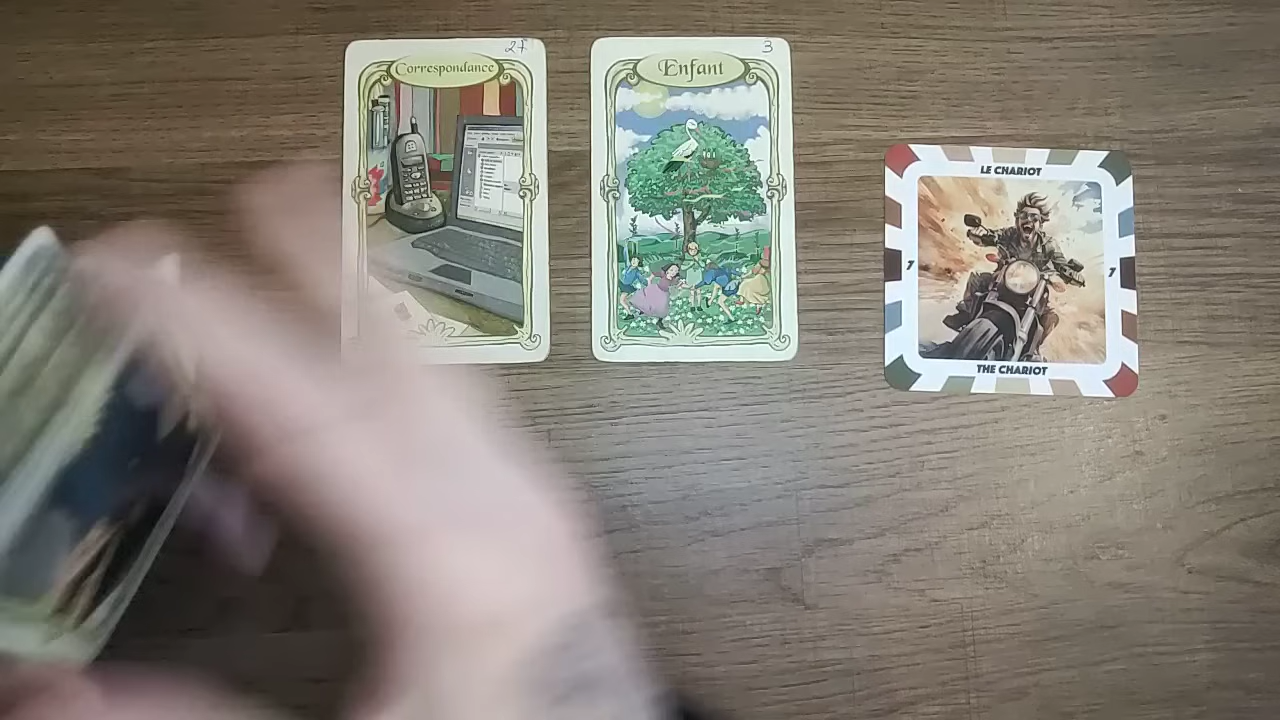 27
Correspondance
3
Enfant
LE CHARIOT
7
7
THE CHARIOT